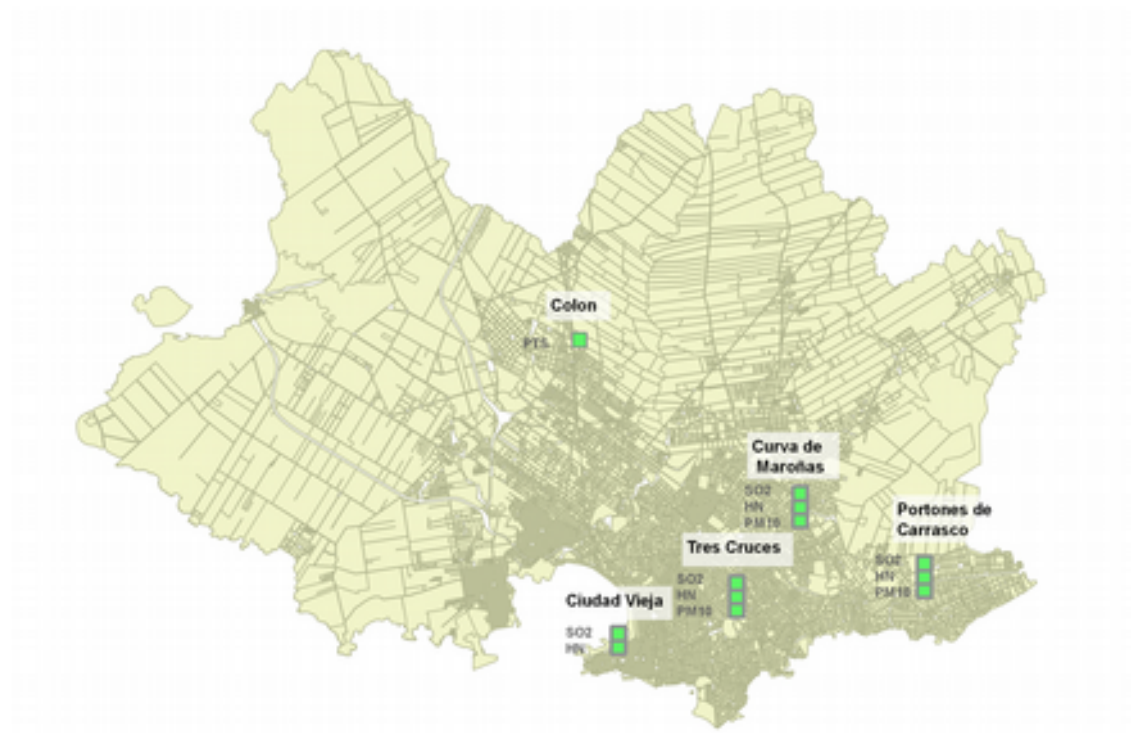 Colon
PTS
Curva de
Maroñas
SO2
HN
PM10
Portones de
Carrasco
SO2
HN
PM10
Tres Cruces
SO2
HN
PM10
Ciudad Vieja
SO2
HN